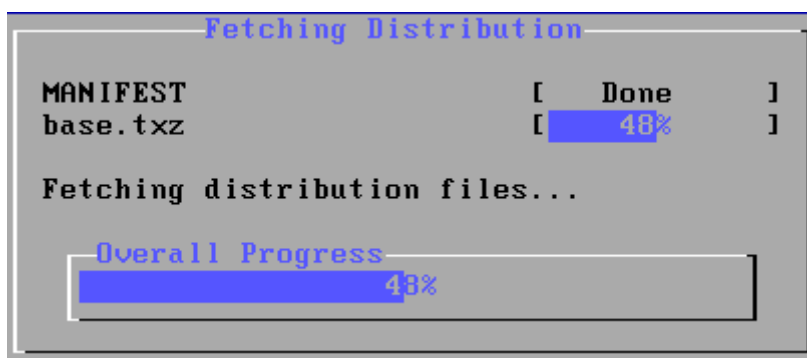 Fetching Distribution
MANIFEST [ Done ]
base.txz [ 48% ]
Fetching distribution files...
Overall Progress
48%